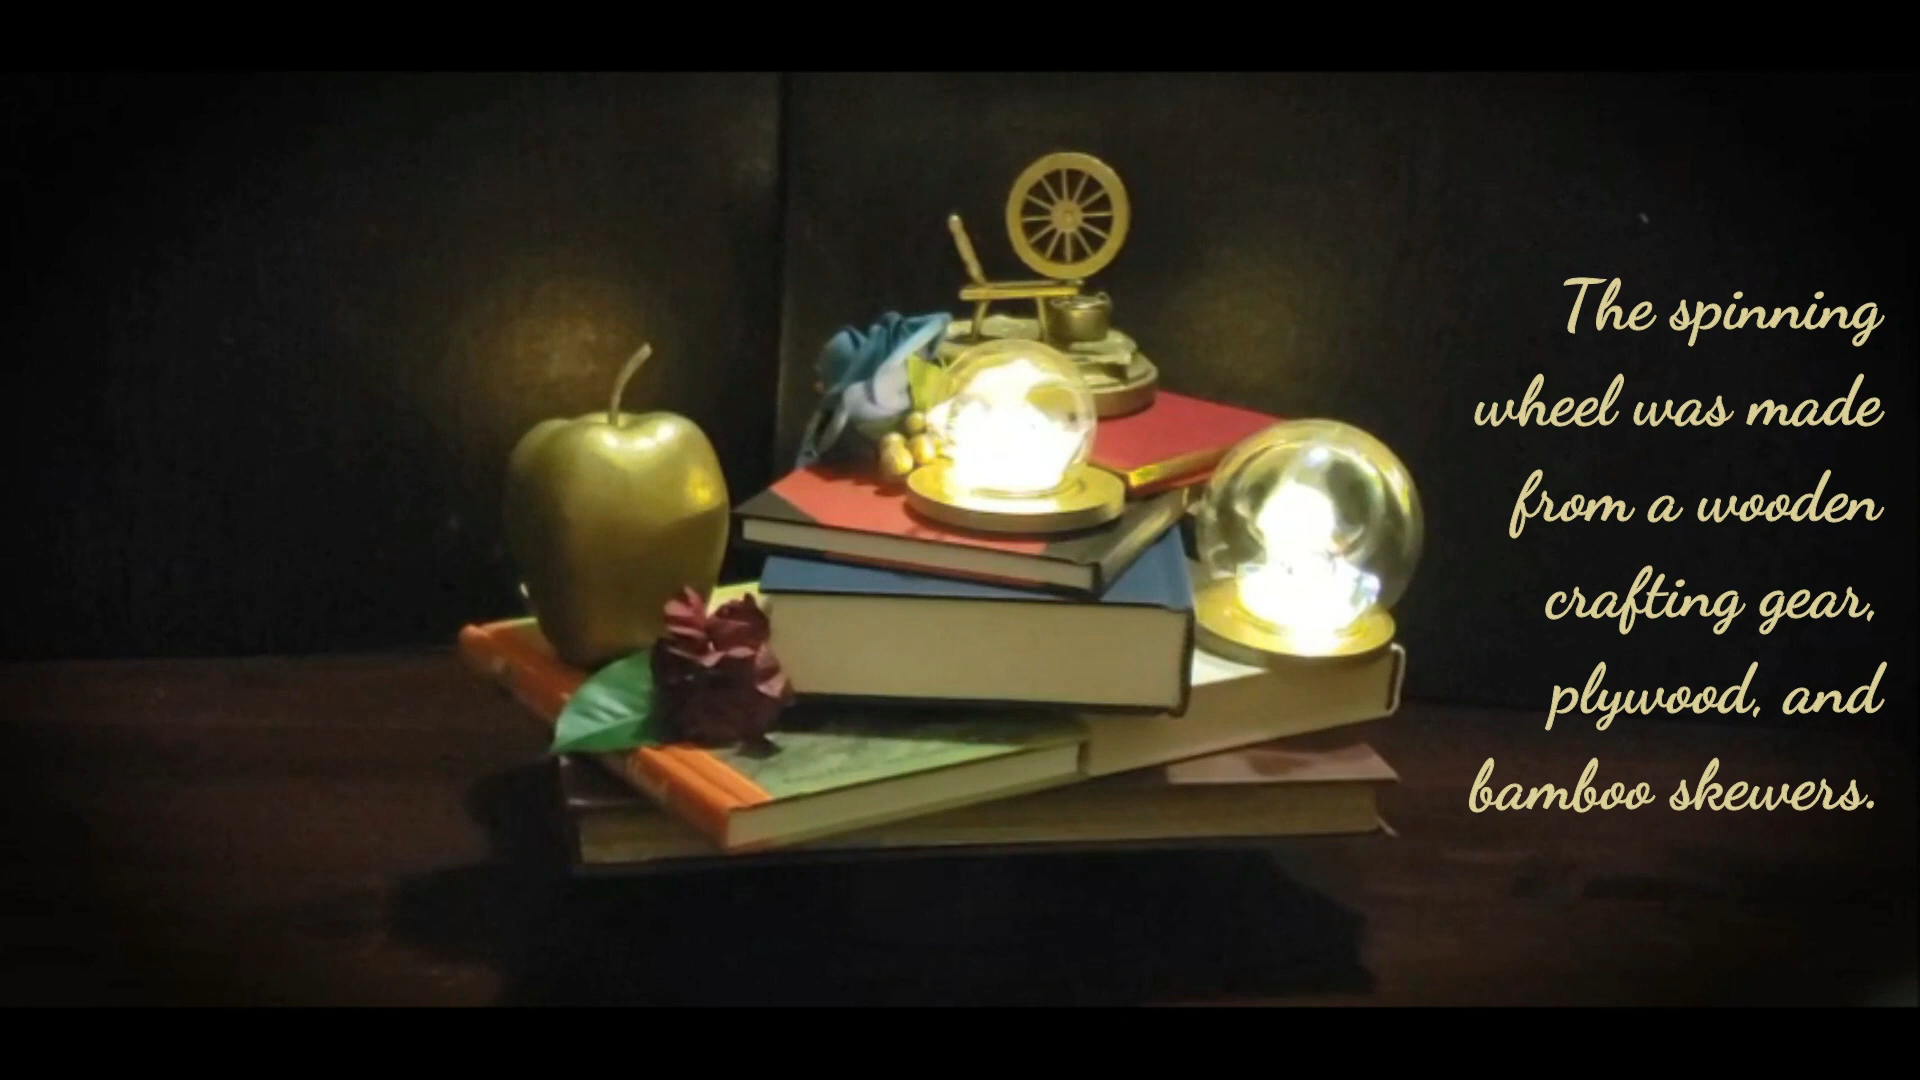 The spinning
wheel was made
from a wooden
crafting gear,
plywood, and
bamboo skewers.